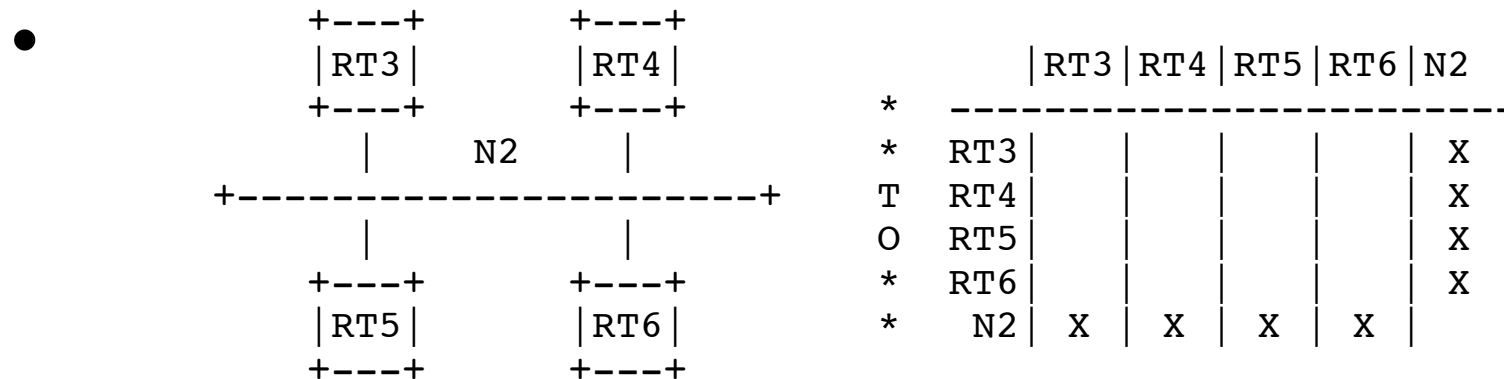 ●                +---+         +---+
                 |RT3|         |RT4|              |RT3|RT4|RT5|RT6|N2
                 +---+         +---+        *  ------------------------
                   |     N2      |          *  RT3|   |   |   |   | X
             +----------------------+       T  RT4|   |   |   |   | X
                   |             |          O  RT5|   |   |   |   | X
                 +---+         +---+        *  RT6|   |   |   |   | X
                 |RT5|         |RT6|        *   N2| X | X | X | X |
                 +---+         +---+